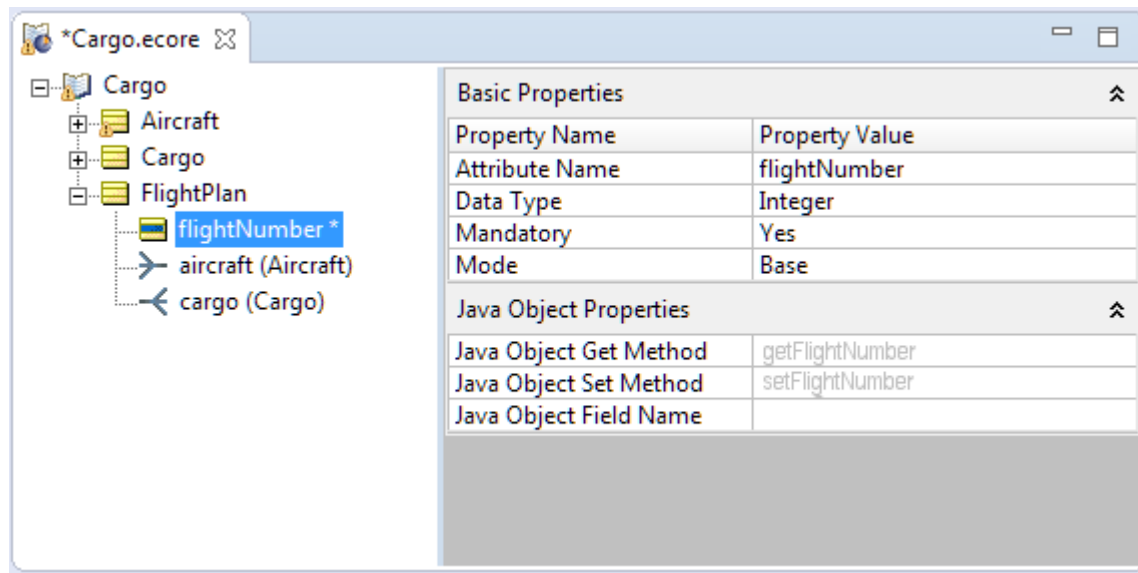 *Cargo.ecore
Cargo
Aircraft
Cargo
FlightPlan
flightNumber *
aircraft (Aircraft)
cargo (Cargo)
Basic Properties
Property Name Property Value
Attribute Name flightNumber
Data Type Integer
Mandatory Yes
Mode Base
Java Object Properties
Java Object Get Method getFlightNumber
Java Object Set Method setFlightNumber
Java Object Field Name